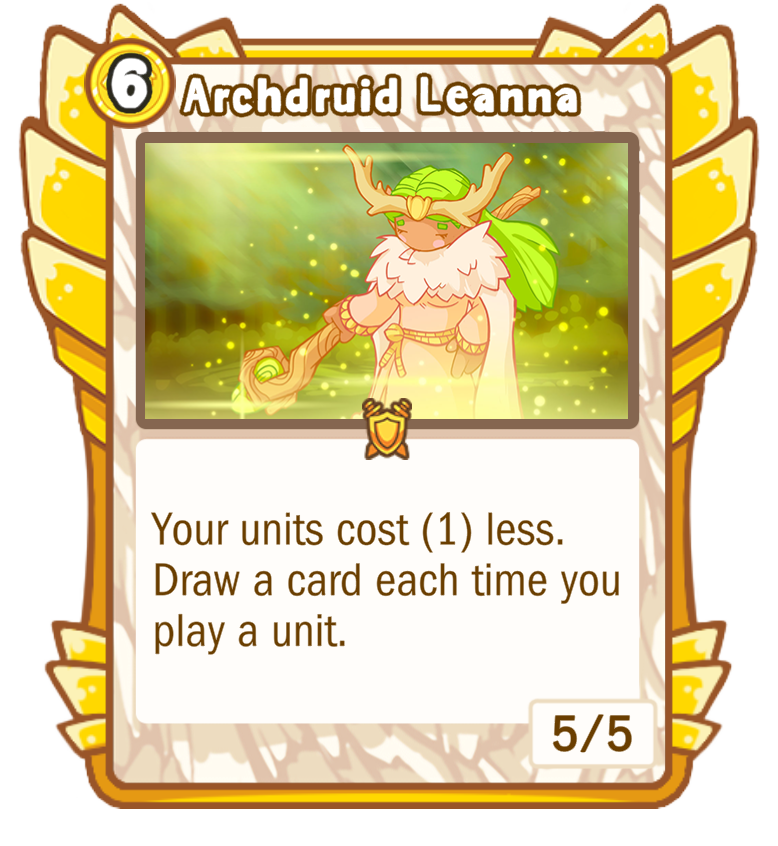 6
Archdruid Leanna
Your units cost (1) less.
Draw a card each time you
play a unit.
5/5